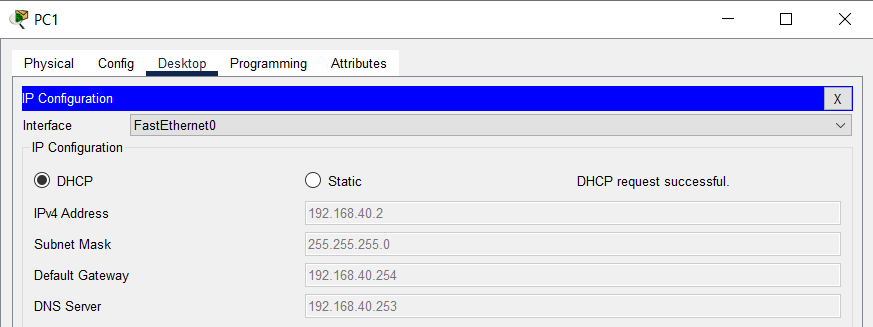 PC1
Physical Config Desktop Programming Attributes
IP Configuration X
Interface FastEthernet0
IP Configuration
DHCP Static DHCP request successful.
IPv4 Address 192.168.40.2
Subnet Mask 255.255.255.0
Default Gateway 192.168.40.254
DNS Server 192.168.40.253